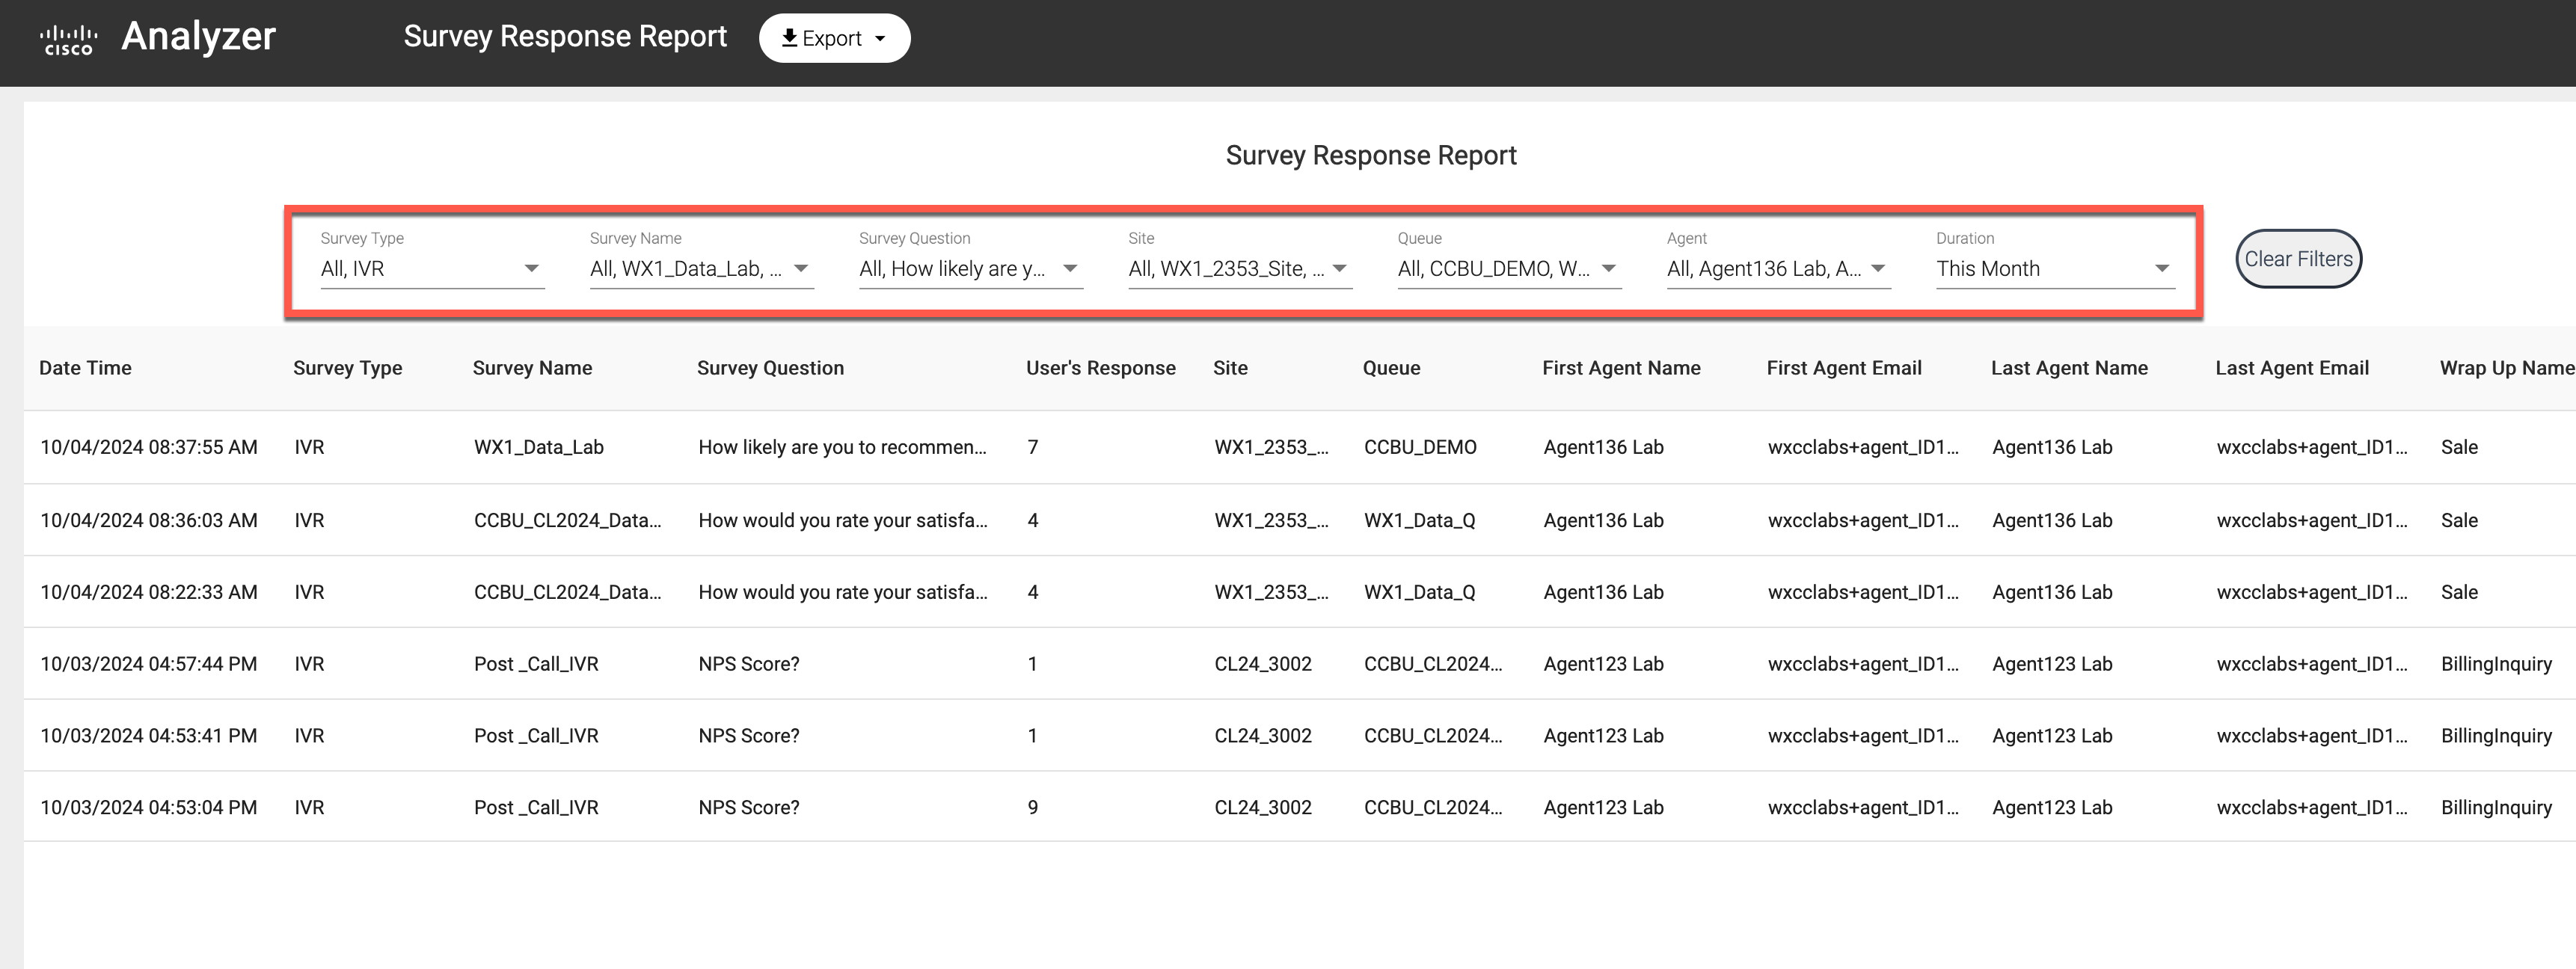 cisco Analyzer Survey Response Report Export
Survey Response Report
Survey Type Survey Name Survey Question Site Queue Agent Duration
All, IVR All, WX1_Data_Lab, ... All, How likely are y... All, WX1_2353_Site, ... All, CCBU_DEMO, W... All, Agent136 Lab, A... This Month Clear Filters
Date Time Survey Type Survey Name Survey Question User's Response Site Queue First Agent Name First Agent Email Last Agent Name Last Agent Email Wrap Up Name
10/04/2024 08:37:55 AM IVR WX1_Data_Lab How likely are you to recommen... 7 WX1_2353_... CCBU_DEMO Agent136 Lab wxcclabs+agent_ID1... Agent136 Lab wxcclabs+agent_ID1... Sale
10/04/2024 08:36:03 AM IVR CCBU_CL2024_Data... How would you rate your satisfa... 4 WX1_2353_... WX1_Data_Q Agent136 Lab wxcclabs+agent_ID1... Agent136 Lab wxcclabs+agent_ID1... Sale
10/04/2024 08:22:33 AM IVR CCBU_CL2024_Data... How would you rate your satisfa... 4 WX1_2353_... WX1_Data_Q Agent136 Lab wxcclabs+agent_ID1... Agent136 Lab wxcclabs+agent_ID1... Sale
10/03/2024 04:57:44 PM IVR Post _Call_IVR NPS Score? 1 CL24_3002 CCBU_CL2024... Agent123 Lab wxcclabs+agent_ID1... Agent123 Lab wxcclabs+agent_ID1... BillingInquiry
10/03/2024 04:53:41 PM IVR Post _Call_IVR NPS Score? 1 CL24_3002 CCBU_CL2024... Agent123 Lab wxcclabs+agent_ID1... Agent123 Lab wxcclabs+agent_ID1... BillingInquiry
10/03/2024 04:53:04 PM IVR Post _Call_IVR NPS Score? 9 CL24_3002 CCBU_CL2024... Agent123 Lab wxcclabs+agent_ID1... Agent123 Lab wxcclabs+agent_ID1... BillingInquiry